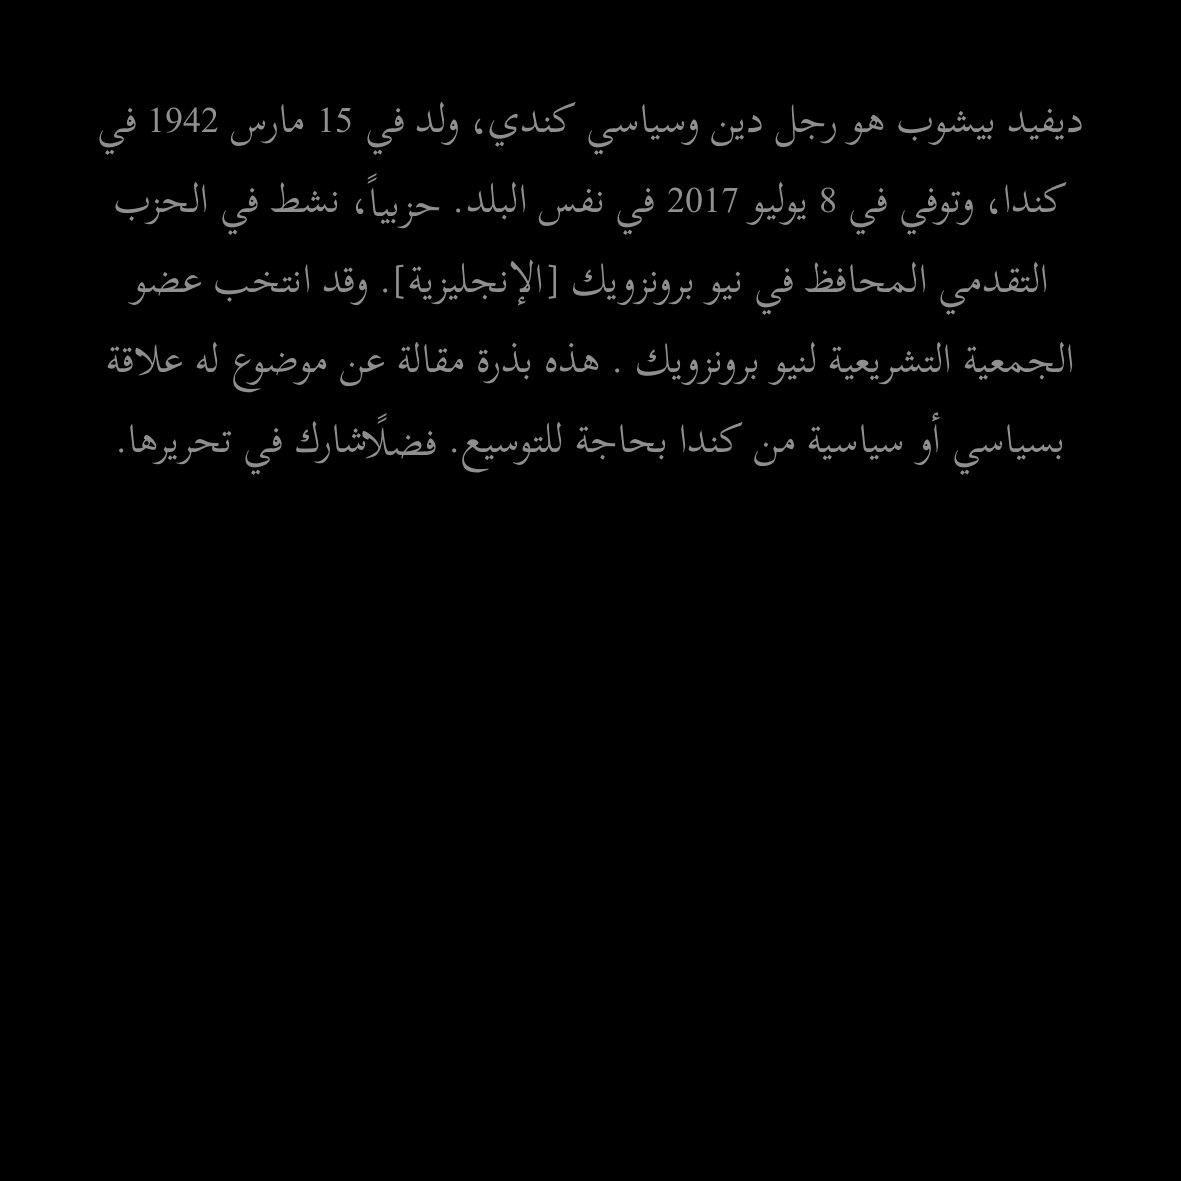 ديفيد بيشوب هو رجل دين وسياسي كندي، ولد في 15 مارس 1942 في
كندا، وتوفي في 8 يوليو 2017 في نفس البلد. حزبياً، نشط في الحزب
التقدمي المحافظ في نيو برونزويك [الإنجليزية]. وقد انتخب عضو
الجمعية التشريعية لنيو برونزويك . هذه بذرة مقالة عن موضوع له علاقة
بسياسي أو سياسية من كندا بحاجة للتوسيع. فضلًاشارك في تحريرها.